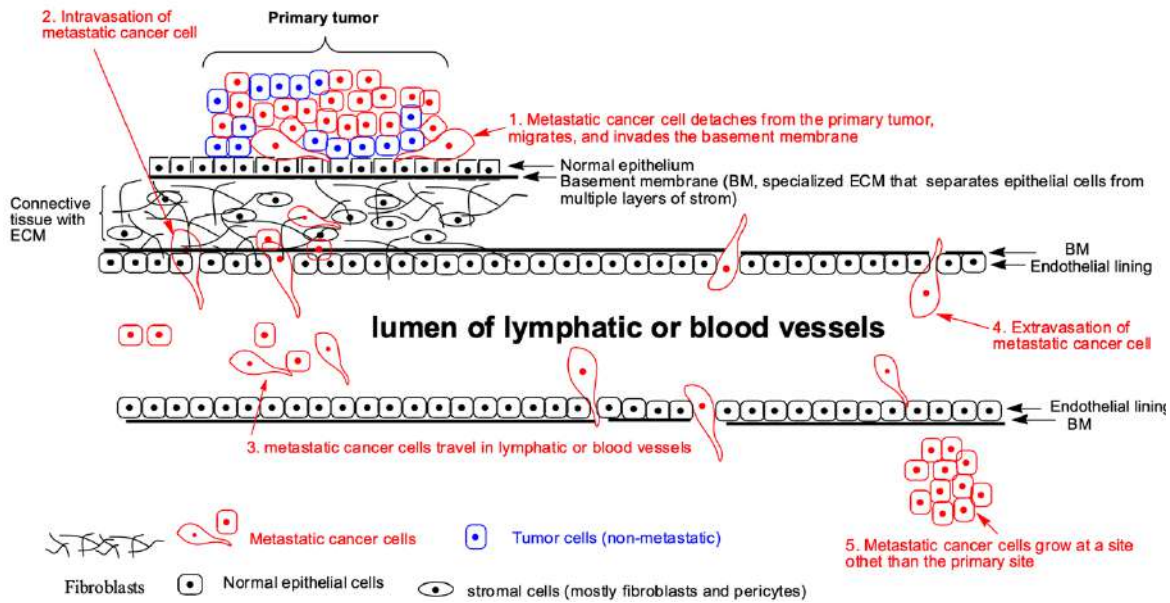 2. Intravasation of
metastatic cancer cell
Primary tumor
1. Metastatic cancer cell detaches from the primary tumor,
migrates, and invades the basement membrane
Normal epithelium
Basement membrane (BM, specialized ECM that separates epithelial cells from
multiple layers of strom)
Connective
tissue with
ECM
BM
Endothelial lining
lumen of lymphatic or blood vessels
4. Extravasation of
metastatic cancer cell
Endothelial lining
BM
3. metastatic cancer cells travel in lymphatic or blood vessels
5. Metastatic cancer cells grow at a site
othet than the primary site
Metastatic cancer cells
Tumor cells (non-metastatic)
Fibroblasts
Normal epithelial cells
stromal cells (mostly fibroblasts and pericytes)